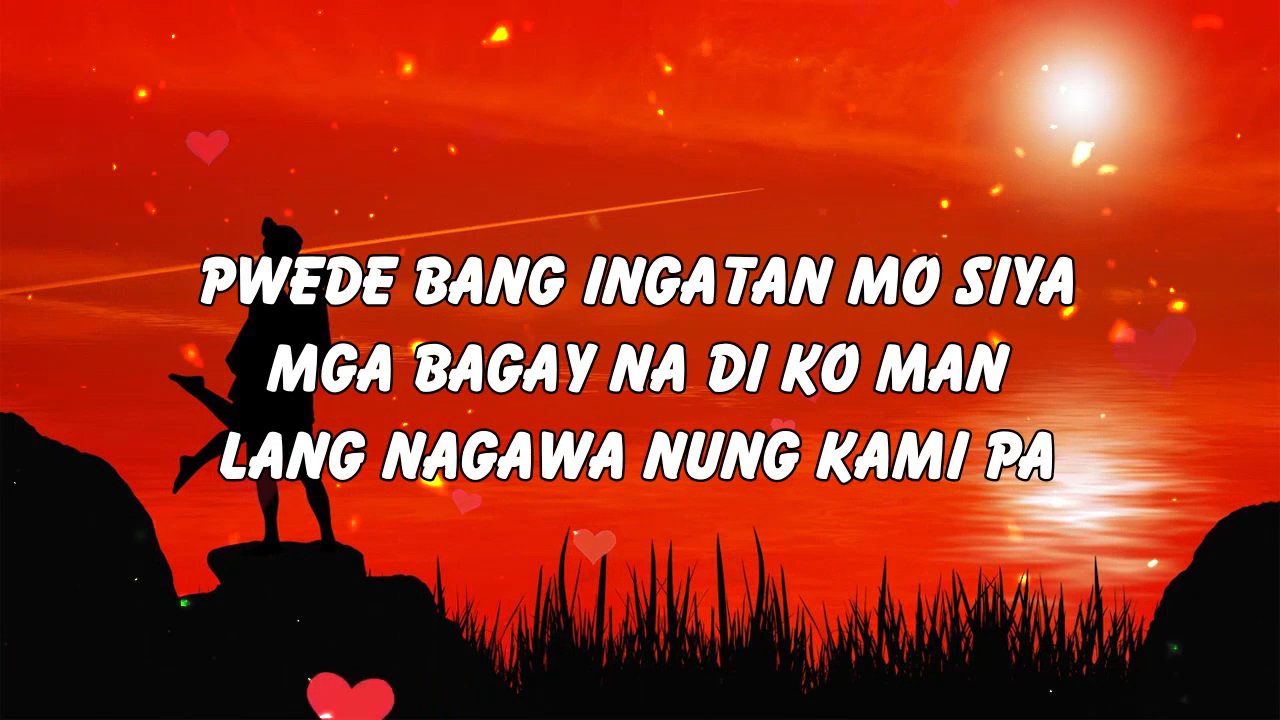 PWEDE BANG INGATAN MO SIYA
MGA BAGAY NA DI KO MAN
LANG NAGAWA NUNG KAMI PA